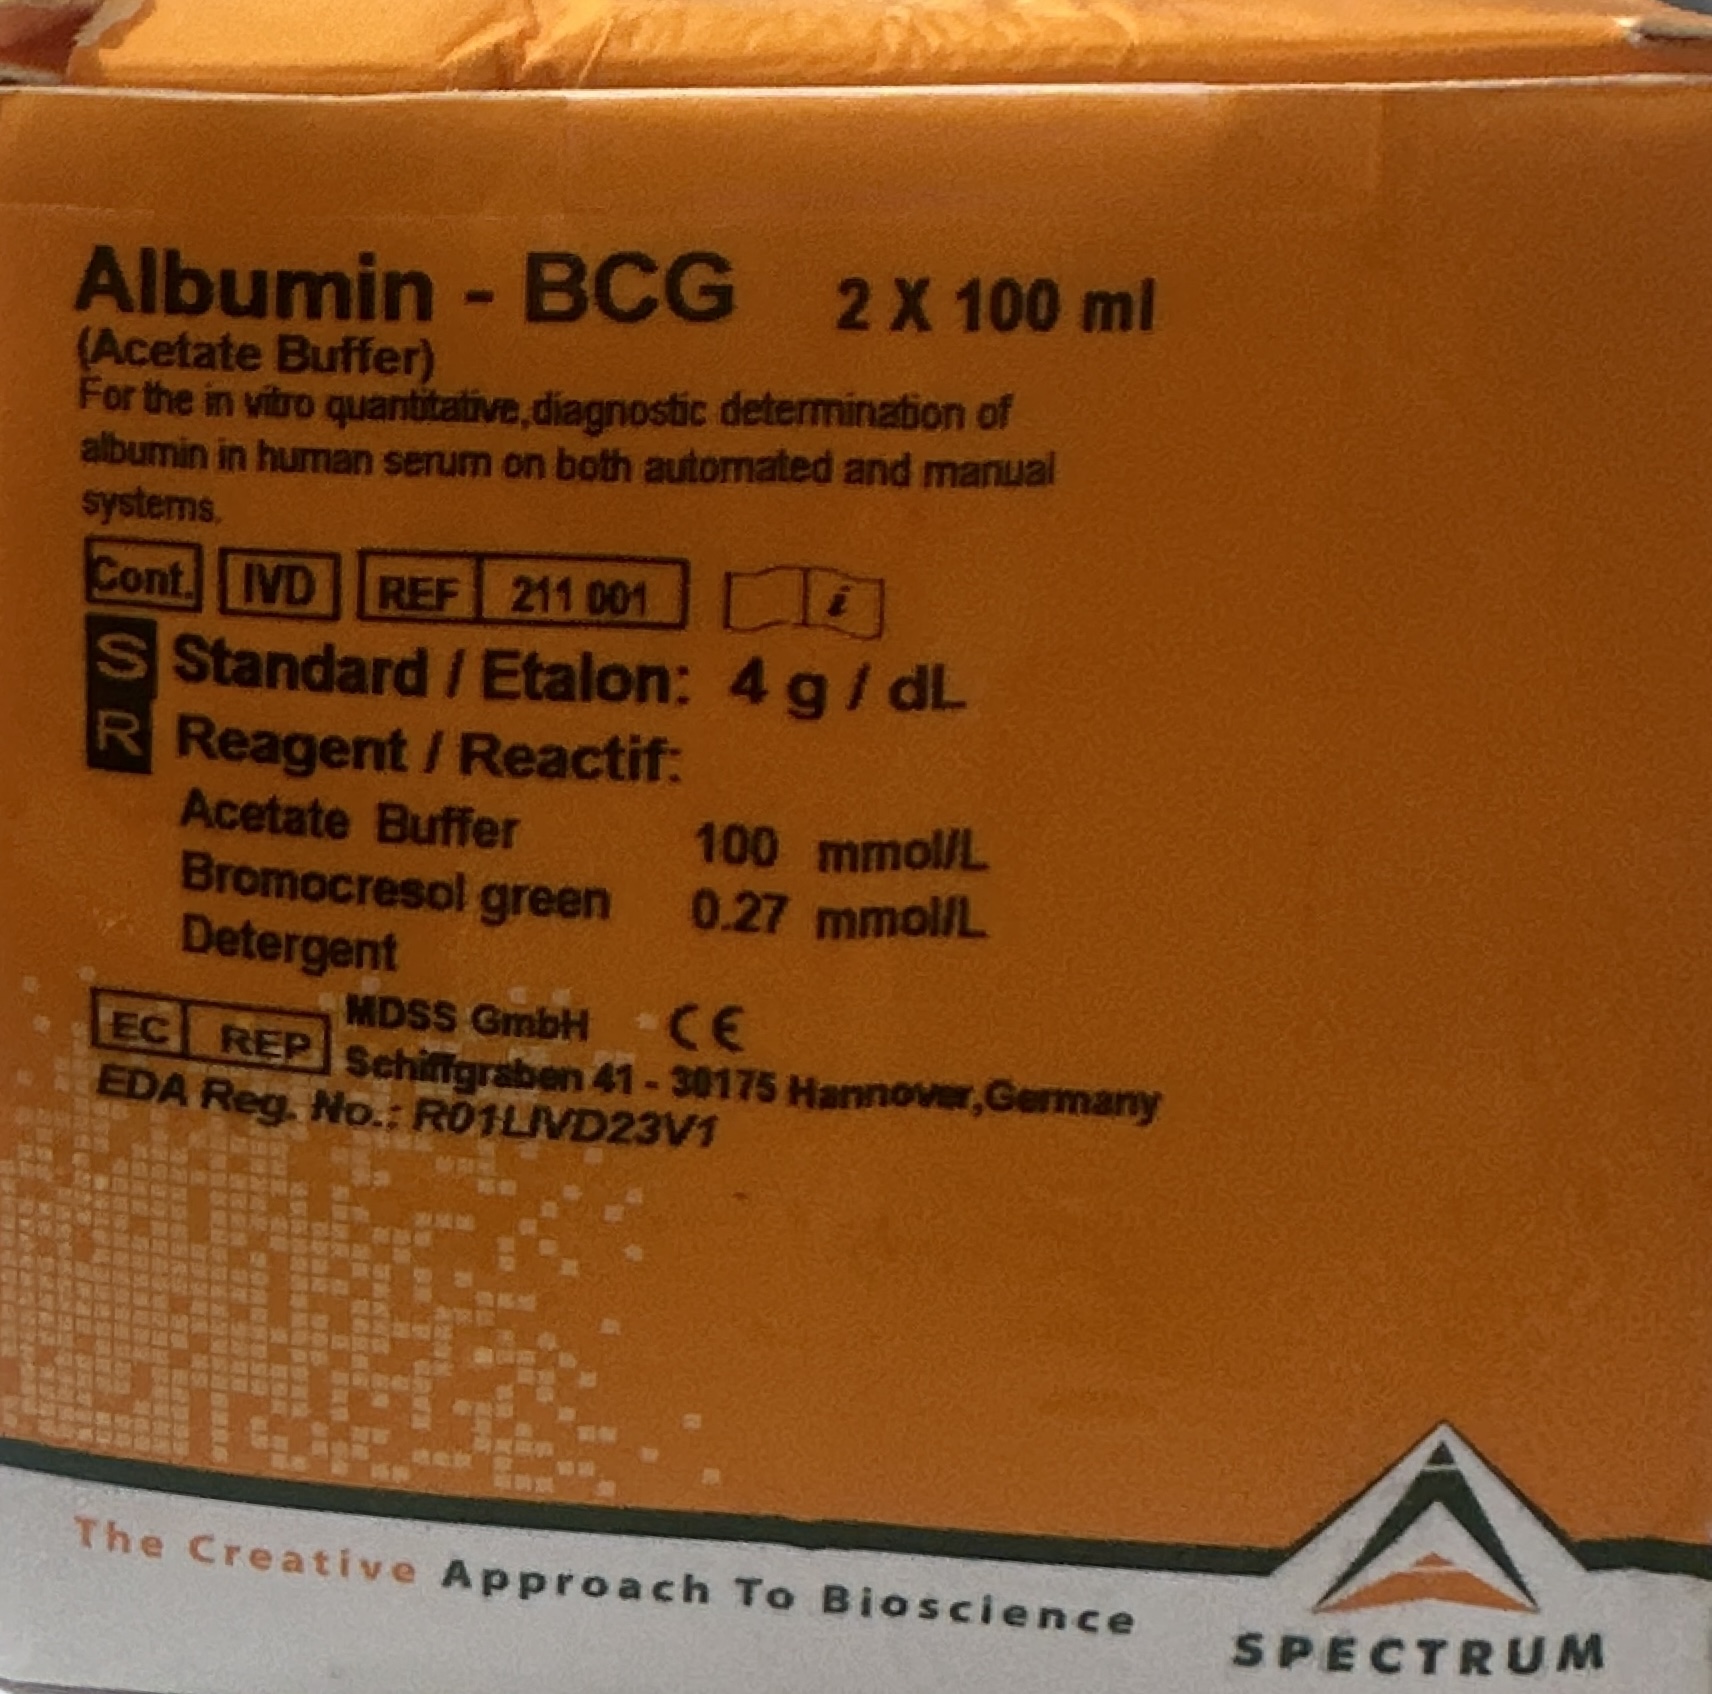 Albumin - BCG 2 X 100 ml
(Acetate Buffer)
For the in vitro quantitative,diagnostic determination of
albumin in human serum on both automated and manual
systems.
Cont. IVD REF 211 001 i
S Standard / Etalon: 4 g / dL
R Reagent / Reactif:
Acetate Buffer 100 mmol/L
Bromocresol green 0.27 mmol/L
Detergent
EC REP MDSS GmbH CE
Schiffgraben 41 - 30175 Hannover,Germany
EDA Reg. No.: R01LIVD23V1
The Creative Approach To Bioscience
SPECTRUM